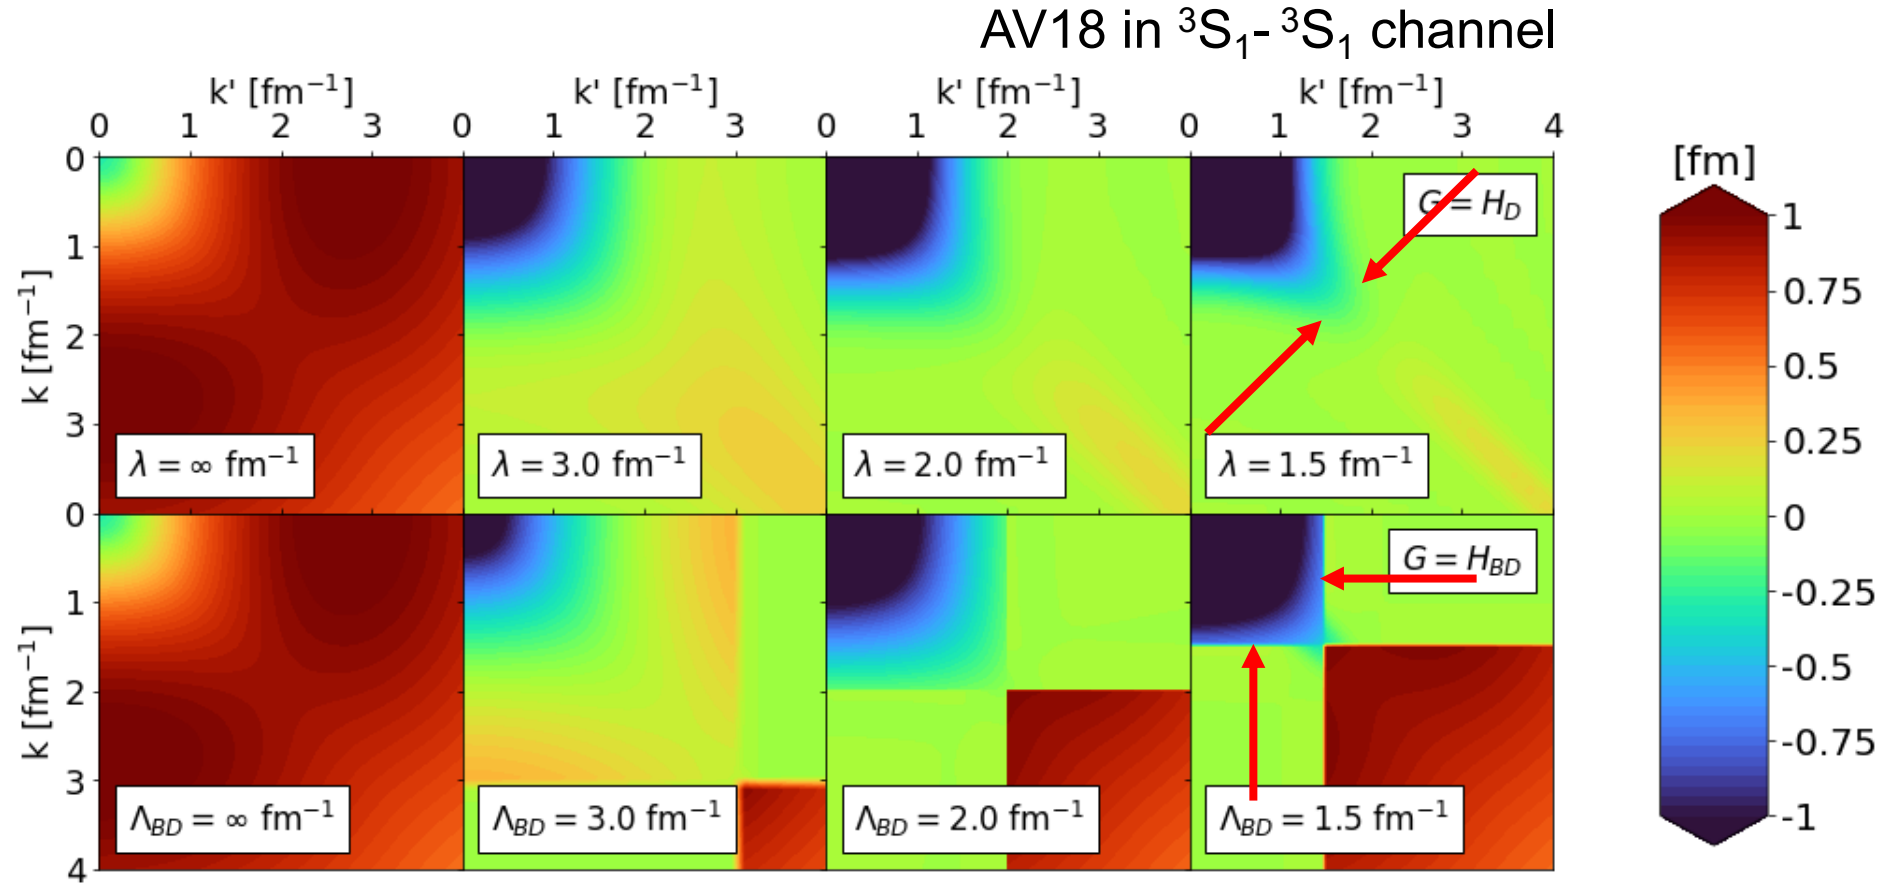 AV18 in ³S₁- ³S₁ channel
k' [fm⁻¹] k' [fm⁻¹] k' [fm⁻¹] k' [fm⁻¹]
0 1 2 3 0 1 2 3 0 1 2 3 0 1 2 3 4
[fm]
0
1
2
3
k [fm⁻¹]
G = H_D
λ = ∞ fm⁻¹ λ = 3.0 fm⁻¹ λ = 2.0 fm⁻¹ λ = 1.5 fm⁻¹
0
1
2
3
4
k [fm⁻¹]
G = H_BD
Λ_BD = ∞ fm⁻¹ Λ_BD = 3.0 fm⁻¹ Λ_BD = 2.0 fm⁻¹ Λ_BD = 1.5 fm⁻¹
1
0.75
0.5
0.25
0
-0.25
-0.5
-0.75
-1